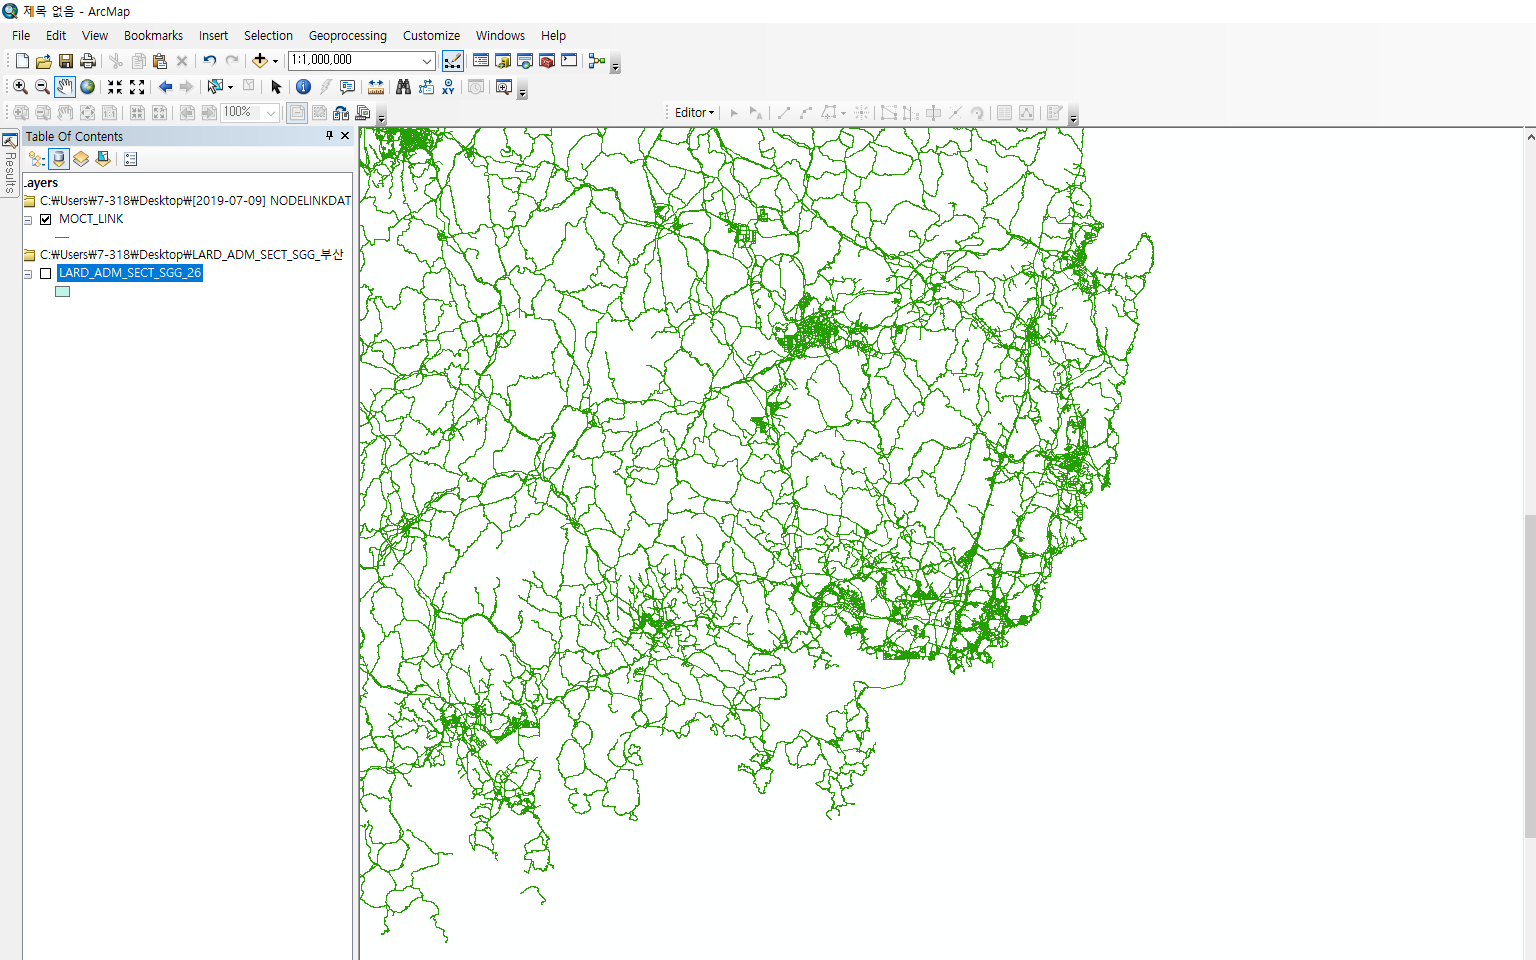 제목 없음 - ArcMap
File Edit View Bookmarks Insert Selection Geoprocessing Customize Windows Help
1:1,000,000
XY
100%
Editor
Table Of Contents
Results
Layers
C:₩Users₩7-318₩Desktop₩[2019-07-09] NODELINKDAT
MOCT_LINK
C:₩Users₩7-318₩Desktop₩LARD_ADM_SECT_SGG_부산
LARD_ADM_SECT_SGG_26